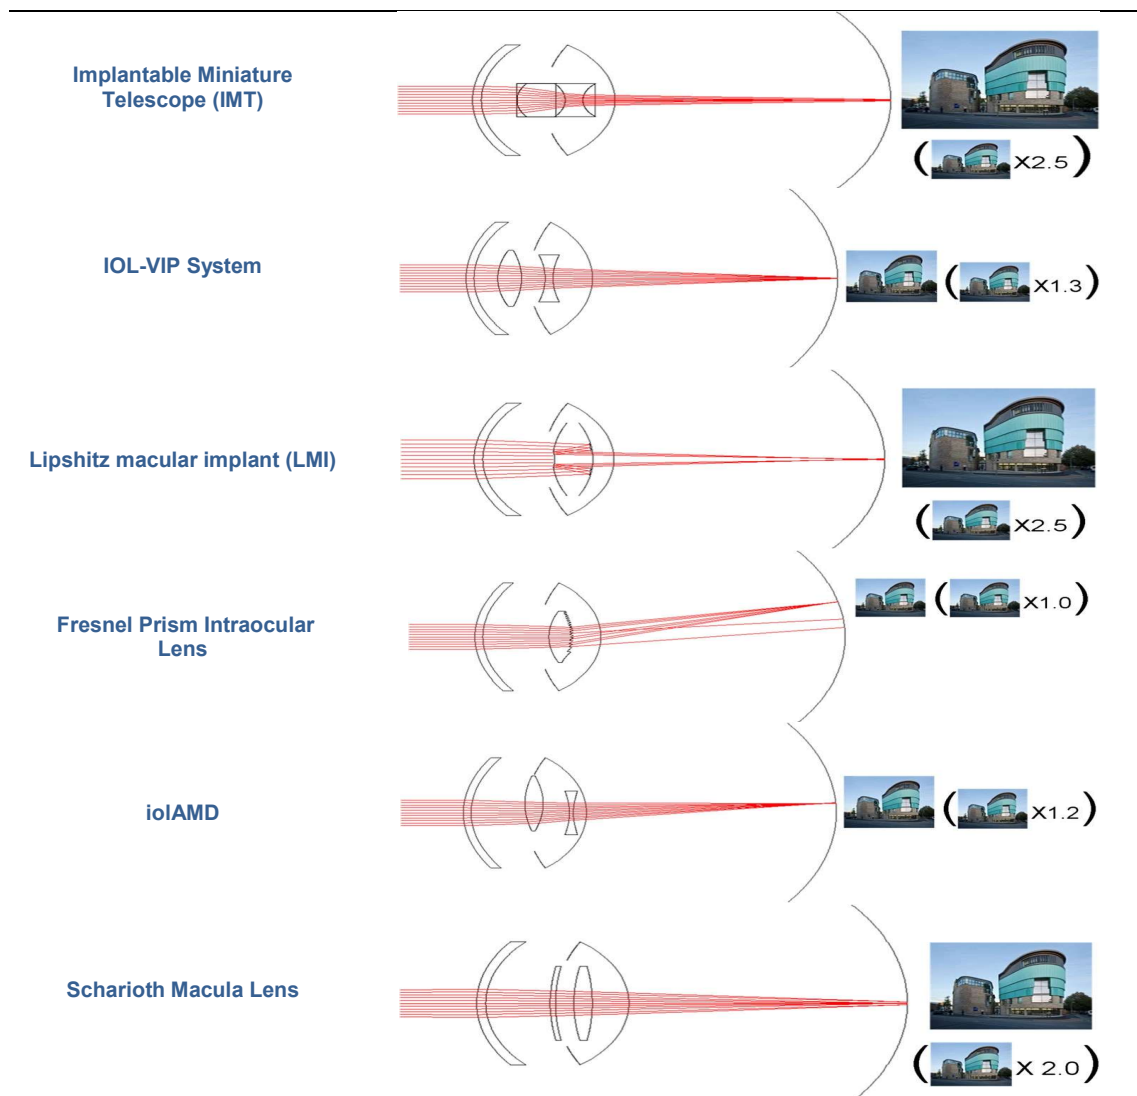 Implantable Miniature
Telescope (IMT)
( X2.5 )
IOL-VIP System
( X1.3 )
Lipshitz macular implant (LMI)
( X2.5 )
Fresnel Prism Intraocular
Lens
( X1.0 )
iolAMD
( X1.2 )
Scharioth Macula Lens
( X 2.0 )